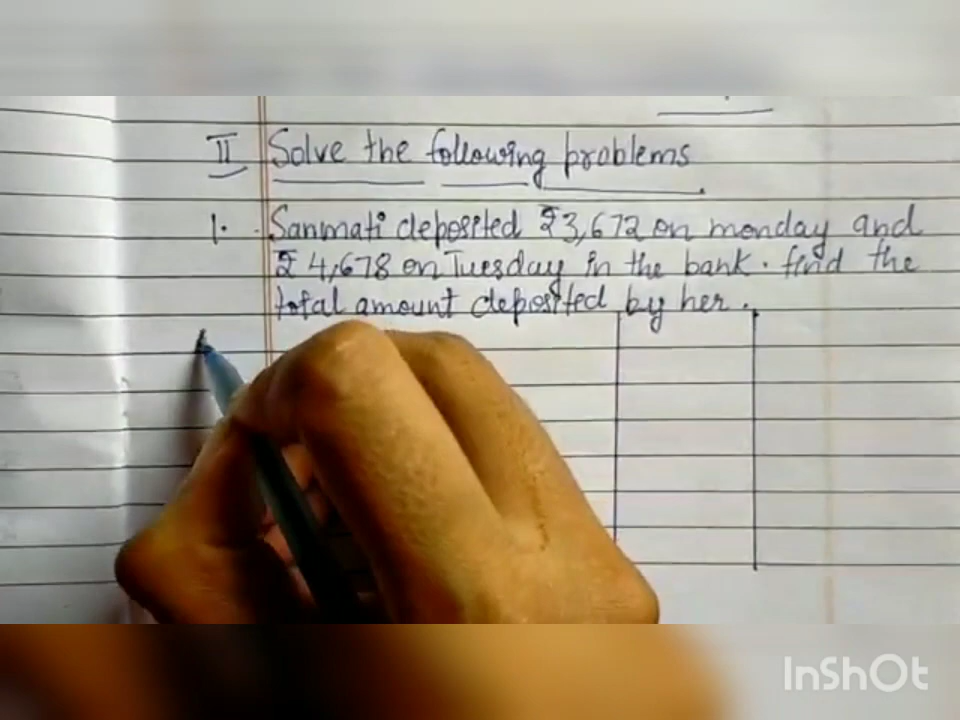 II Solve the following problems
1. Sanmati deposited ₹3,672 on monday and
₹4,678 on Tuesday in the bank. find the
total amount deposited by her.
InShOt